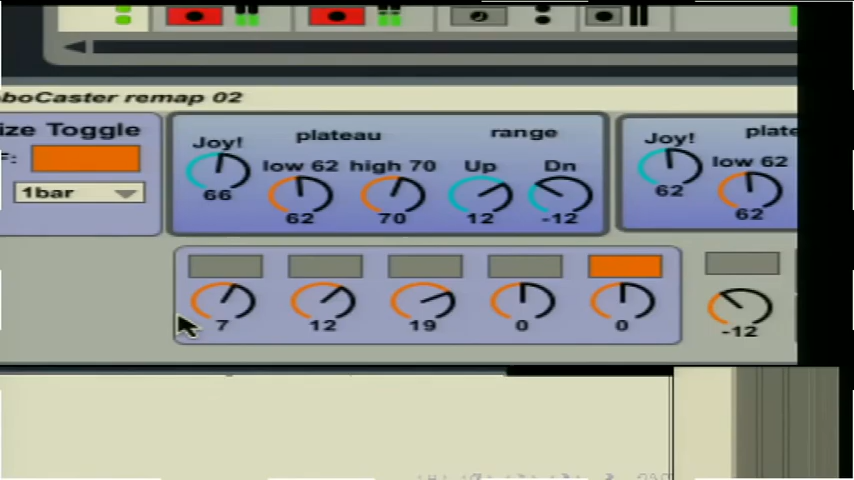 boCaster remap 02
ize Toggle
F:
1bar
Joy!
66
plateau
low 62
62
high 70
70
range
Up
12
Dn
-12
Joy!
62
plate
low 62
62
7
12
19
0
0
-12